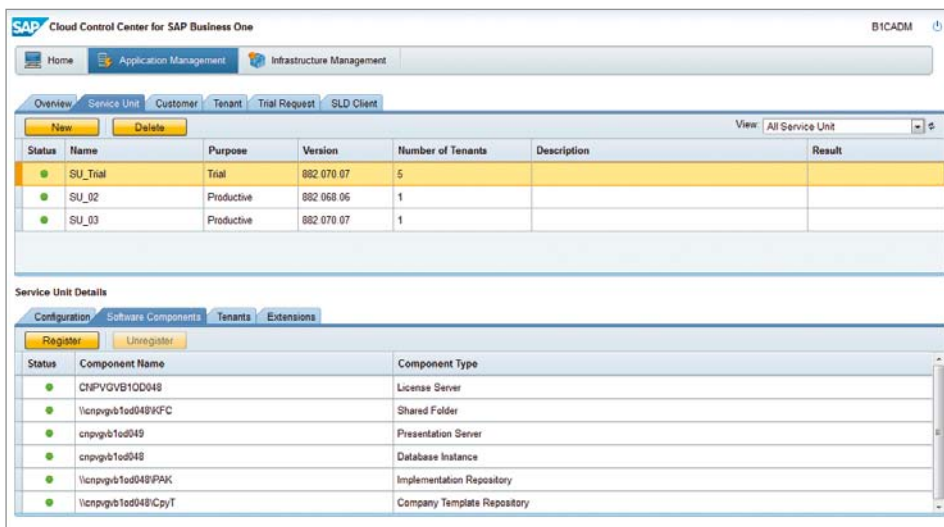 SAP Cloud Control Center for SAP Business One B1CADM
Home Application Management Infrastructure Management
Overview Service Unit Customer Tenant Trial Request SLD Client
New Delete View: All Service Unit
Status Name Purpose Version Number of Tenants Description Result
SU_Trial Trial 882.070.07 5
SU_02 Productive 882.068.06 1
SU_03 Productive 882.070.07 1
Service Unit Details
Configuration Software Components Tenants Extensions
Register Unregister
Status Component Name Component Type
CNPVGVB1OD048 License Server
\\cnpvgvb1od048\KFC Shared Folder
cnpvgvb1od049 Presentation Server
cnpvgvb1od048 Database Instance
\\cnpvgvb1od048\PAK Implementation Repository
\\cnpvgvb1od048\CpyT Company Template Repository